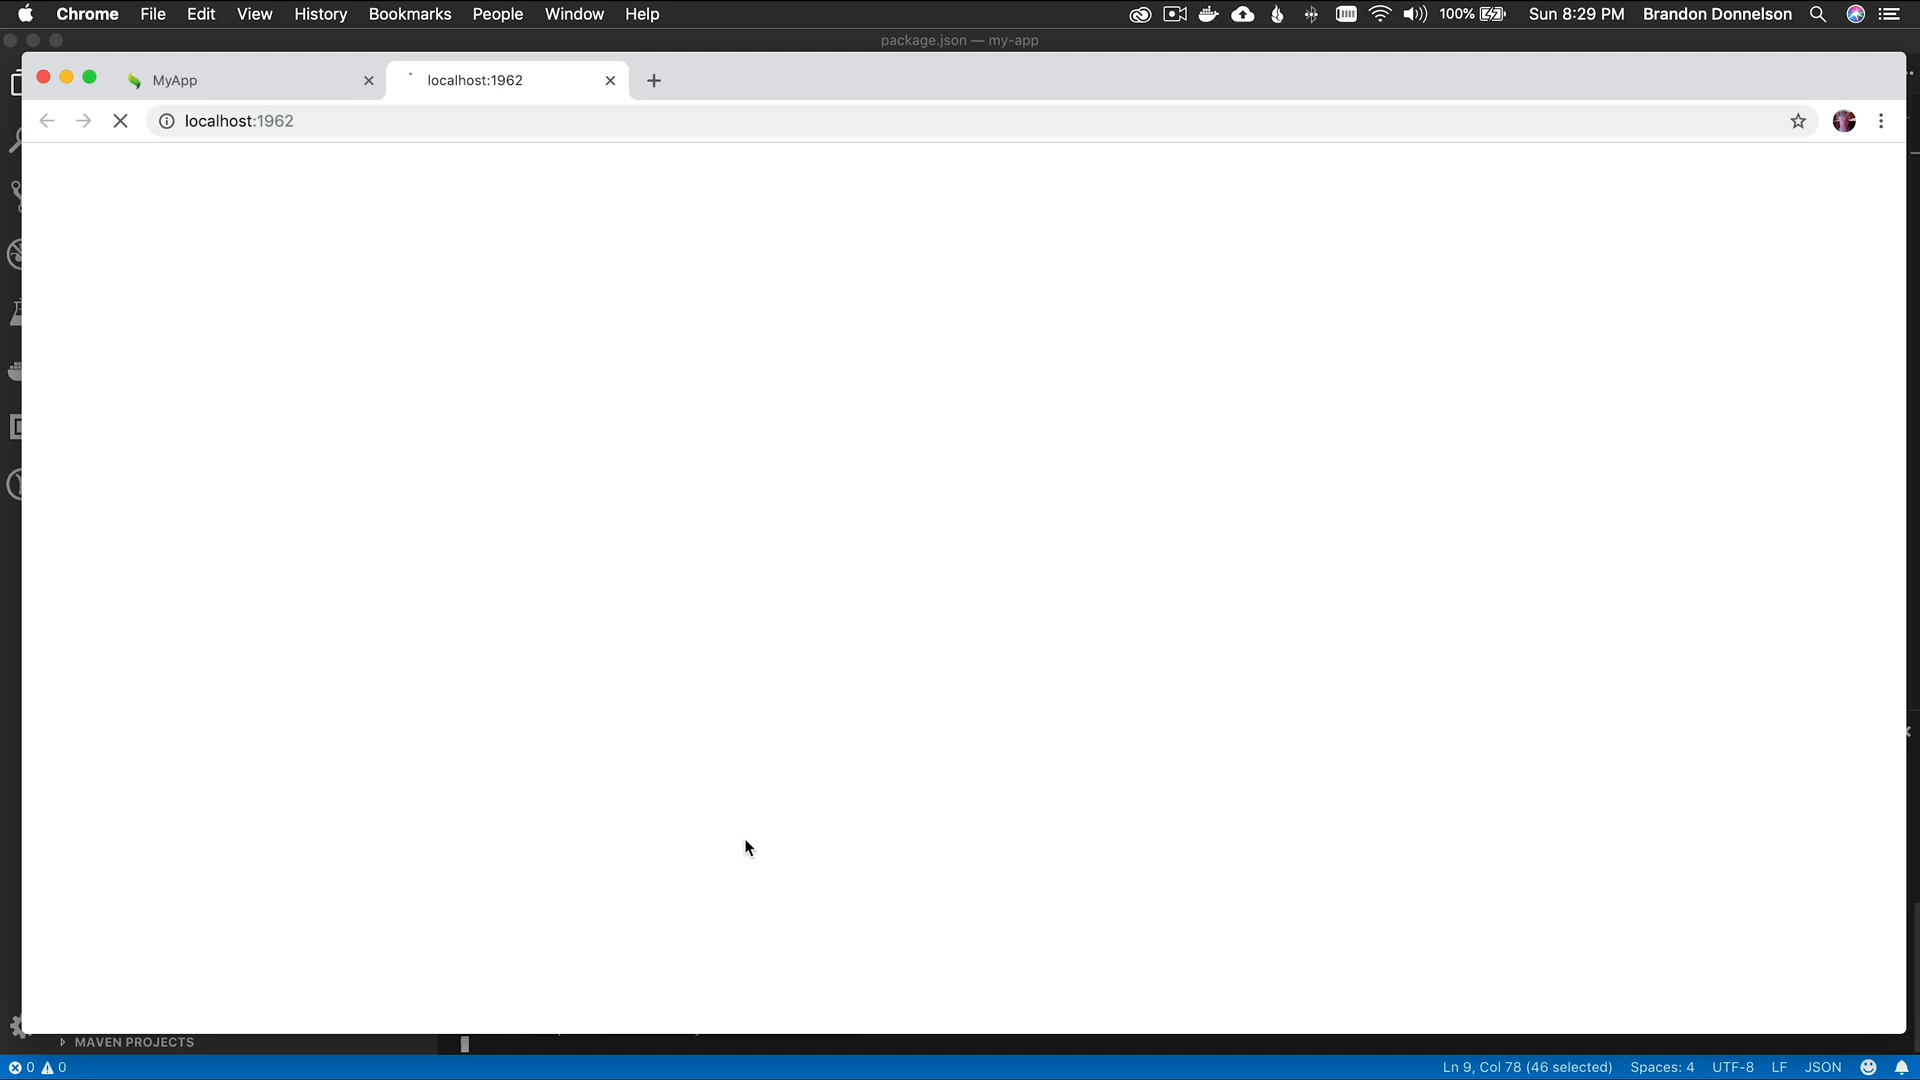 Chrome File Edit View History Bookmarks People Window Help 100% Sun 8:29 PM Brandon Donnelson
package.json — my-app
MyApp localhost:1962
localhost:1962
MAVEN PROJECTS
0 0 Ln 9, Col 78 (46 selected) Spaces: 4 UTF-8 LF JSON